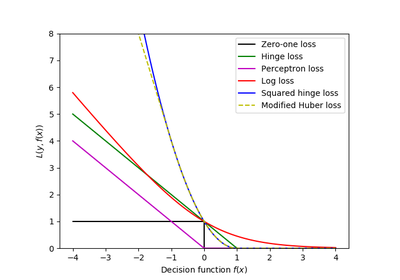 8
7
6
5
4
3
2
1
0
L(y, f(x))
−4
−3
−2
−1
0
1
2
3
4
Decision function f(x)
Zero-one loss
Hinge loss
Perceptron loss
Log loss
Squared hinge loss
Modified Huber loss